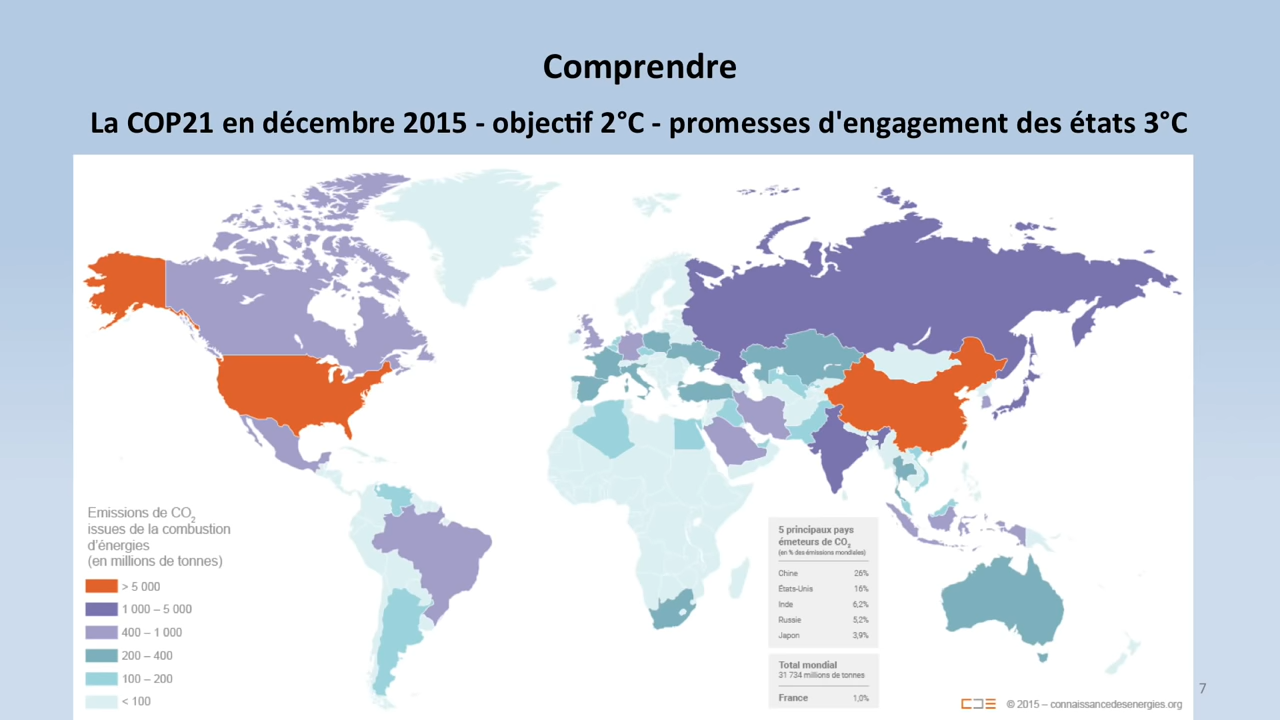 Comprendre
La COP21 en décembre 2015 - objectif 2°C - promesses d'engagement des états 3°C
Emissions de CO₂
issues de la combustion
d'énergies
(en millions de tonnes)
> 5 000
1 000 – 5 000
400 – 1 000
200 – 400
100 – 200
< 100
5 principaux pays
émeteurs de CO₂
(en % des émissions mondiales)
Chine 26%
États-Unis 16%
Inde 6,2%
Russie 5,2%
Japon 3,9%
Total mondial
31 734 millions de tonnes
France 1,0%
7
© 2015 – connaissancedesenergies.org